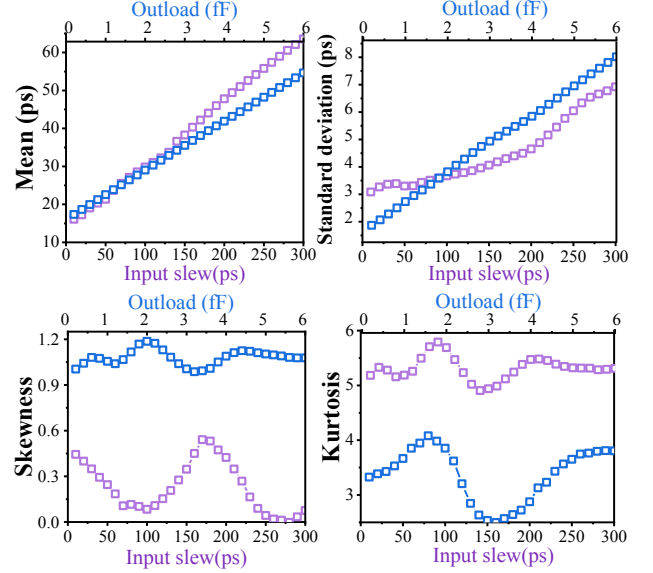 Outload (fF)
0 1 2 3 4 5 6
Mean (ps)
60
50
40
30
20
10
0 50 100 150 200 250 300
Input slew(ps)
Outload (fF)
0 1 2 3 4 5 6
Standard deviation (ps)
8
7
6
5
4
3
2
0 50 100 150 200 250 300
Input slew(ps)
Outload (fF)
0 1 2 3 4 5 6
Skewness
1.2
0.9
0.6
0.3
0.0
0 50 100 150 200 250 300
Input slew(ps)
Outload (fF)
0 1 2 3 4 5 6
Kurtosis
6
5
4
3
0 50 100 150 200 250 300
Input slew(ps)